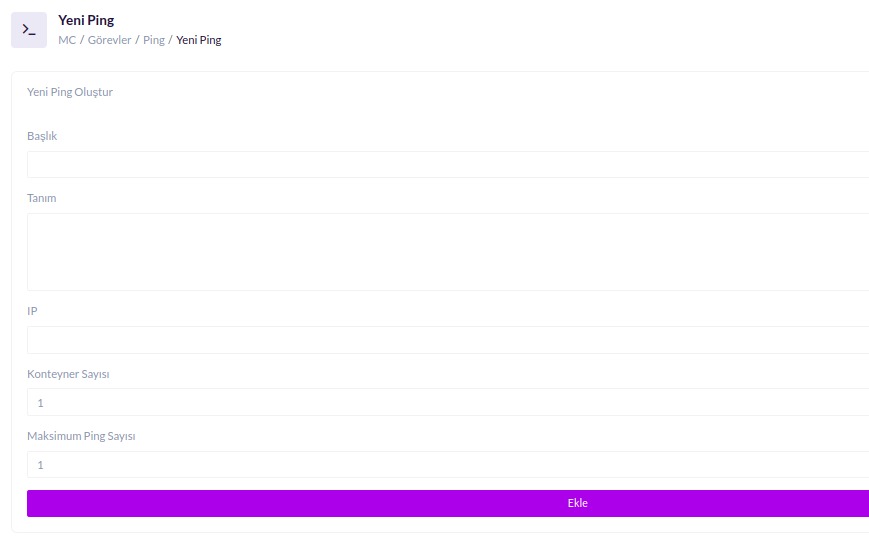 Yeni Ping
MC / Görevler / Ping / Yeni Ping
Yeni Ping Oluştur
Başlık
Tanım
IP
Konteyner Sayısı
1
Maksimum Ping Sayısı
1
Ekle